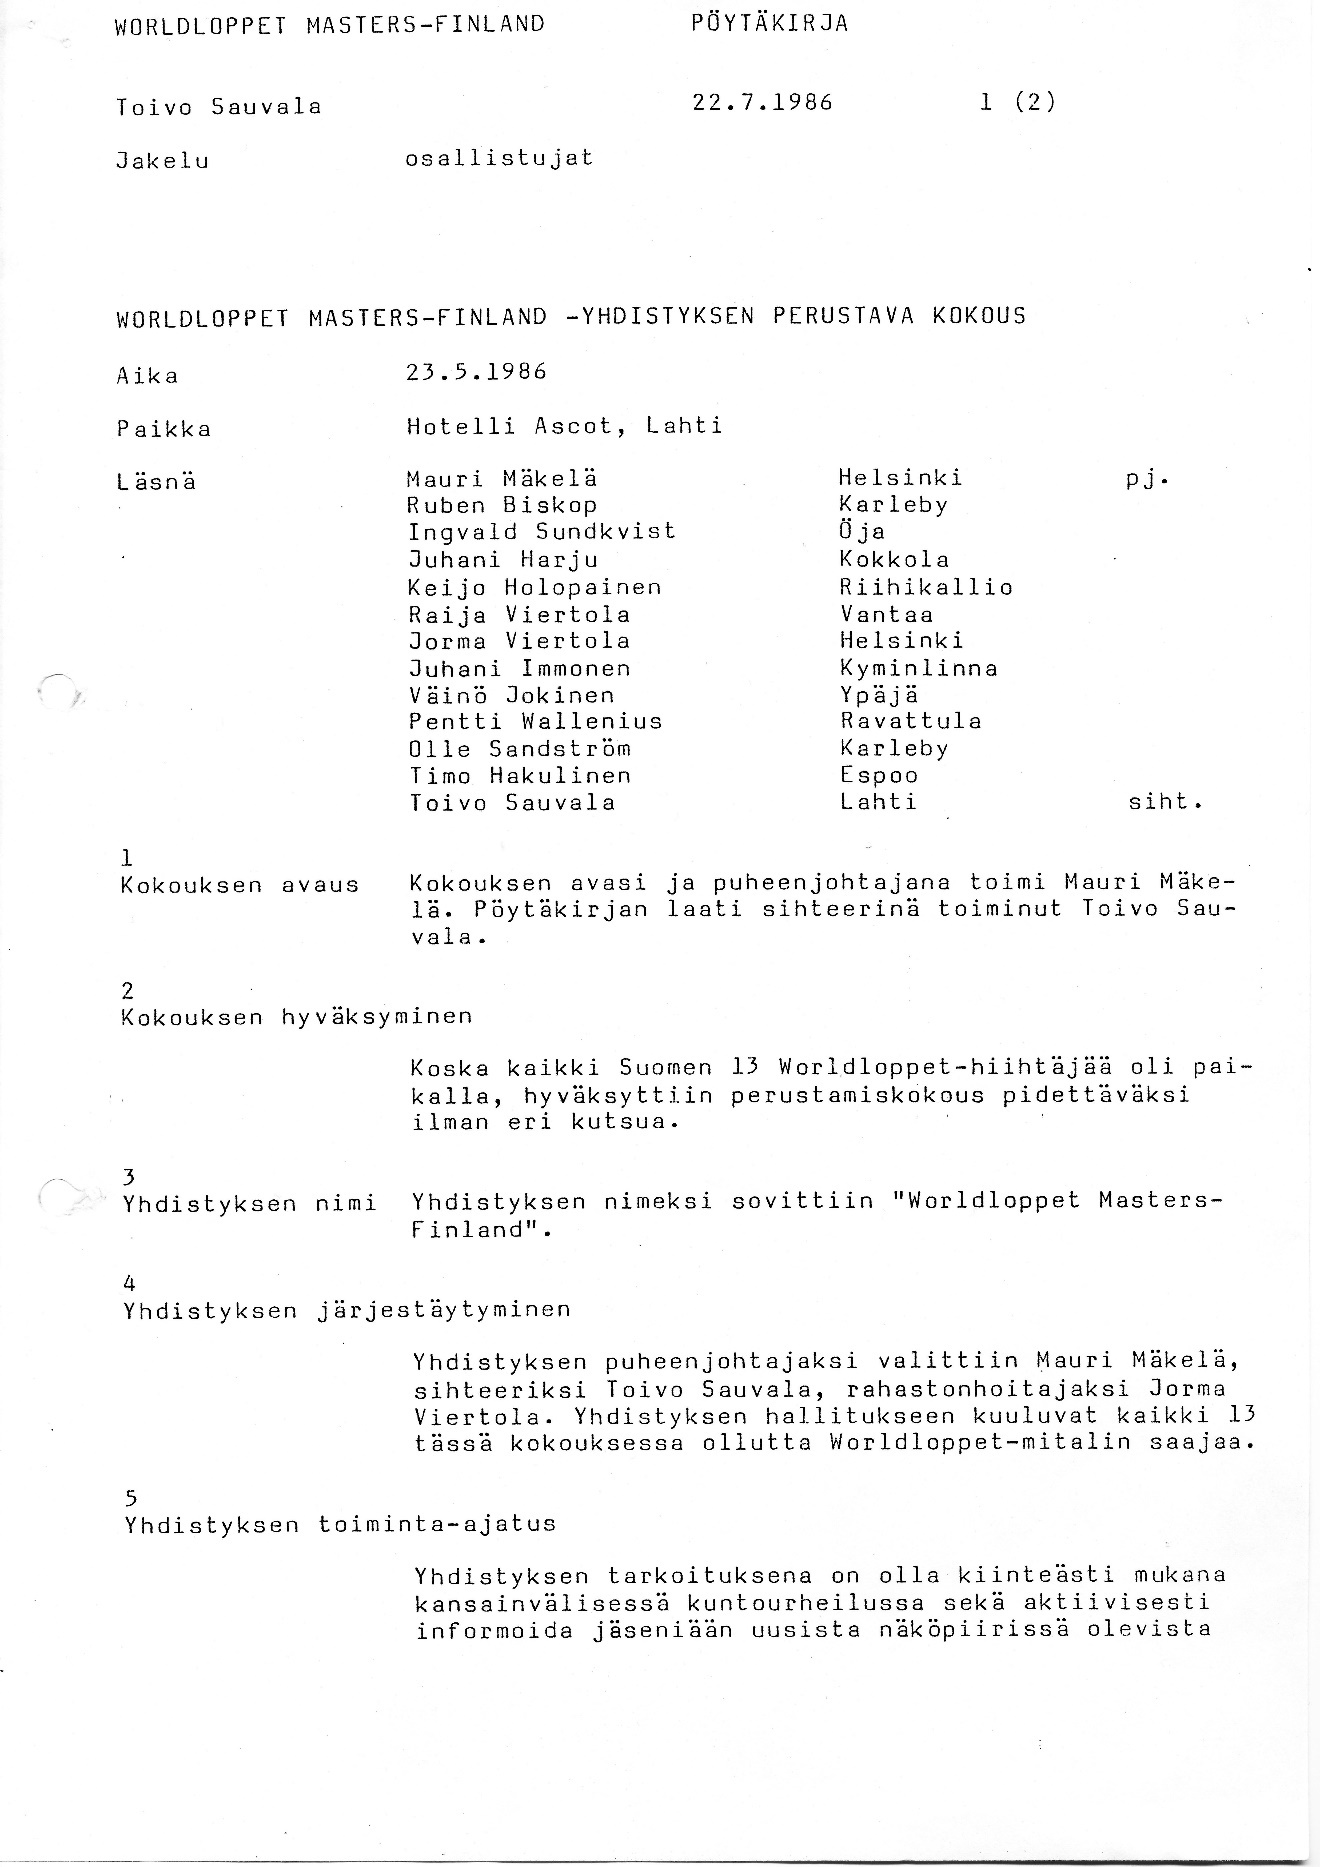 WORLDLOPPET MASTERS-FINLAND PÖYTÄKIRJA
Toivo Sauvala 22.7.1986 1 (2)
Jakelu osallistujat
WORLDLOPPET MASTERS-FINLAND -YHDISTYKSEN PERUSTAVA KOKOUS
Aika 23.5.1986
Paikka Hotelli Ascot, Lahti
Läsnä Mauri Mäkelä Helsinki pj.
Ruben Biskop Karleby
Ingvald Sundkvist Öja
Juhani Harju Kokkola
Keijo Holopainen Riihikallio
Raija Viertola Vantaa
Jorma Viertola Helsinki
Juhani Immonen Kyminlinna
Väinö Jokinen Ypäjä
Pentti Wallenius Ravattula
Olle Sandström Karleby
Timo Hakulinen Espoo
Toivo Sauvala Lahti siht.
1
Kokouksen avaus Kokouksen avasi ja puheenjohtajana toimi Mauri Mäke-
lä. Pöytäkirjan laati sihteerinä toiminut Toivo Sau-
vala.
2
Kokouksen hyväksyminen
Koska kaikki Suomen 13 Worldloppet-hiihtäjää oli pai-
kalla, hyväksyttiin perustamiskokous pidettäväksi
ilman eri kutsua.
3
Yhdistyksen nimi Yhdistyksen nimeksi sovittiin "Worldloppet Masters-
Finland".
4
Yhdistyksen järjestäytyminen
Yhdistyksen puheenjohtajaksi valittiin Mauri Mäkelä,
sihteeriksi Toivo Sauvala, rahastonhoitajaksi Jorma
Viertola. Yhdistyksen hallitukseen kuuluvat kaikki 13
tässä kokouksessa ollutta Worldloppet-mitalin saajaa.
5
Yhdistyksen toiminta-ajatus
Yhdistyksen tarkoituksena on olla kiinteästi mukana
kansainvälisessä kuntourheilussa sekä aktiivisesti
informoida jäseniään uusista näköpiirissä olevista